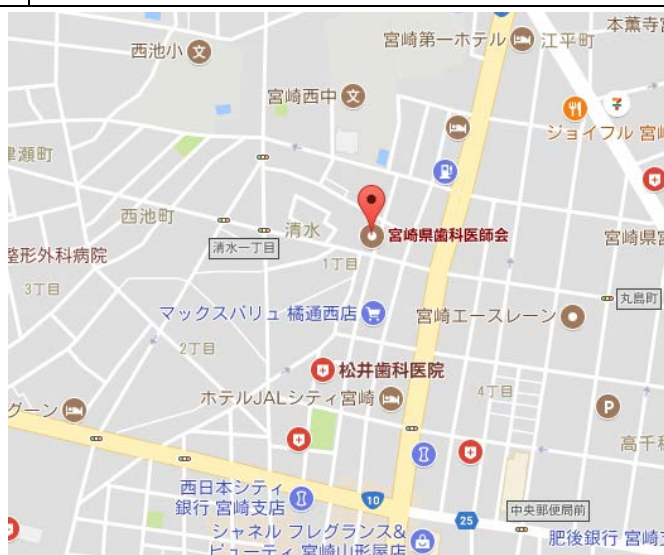 本薫寺宮
宮崎第一ホテル
江平町
西池小
文
宮崎西中
文
ジョイフル 宮崎
津瀬町
西池町
清水
清水一丁目
宮崎県歯科医師会
宮崎県宮
整形外科病院
1丁目
3丁目
丸島町
マックスバリュ 橘通西店
宮崎エースレーン
2丁目
松井歯科医院
ホテルJALシティ宮崎
4丁目
グーン
P
高千穂
西日本シティ
銀行 宮崎支店
10
中央郵便局前
25
シャネル フレグランス&
ビューティ 宮崎山形屋店
肥後銀行 宮崎